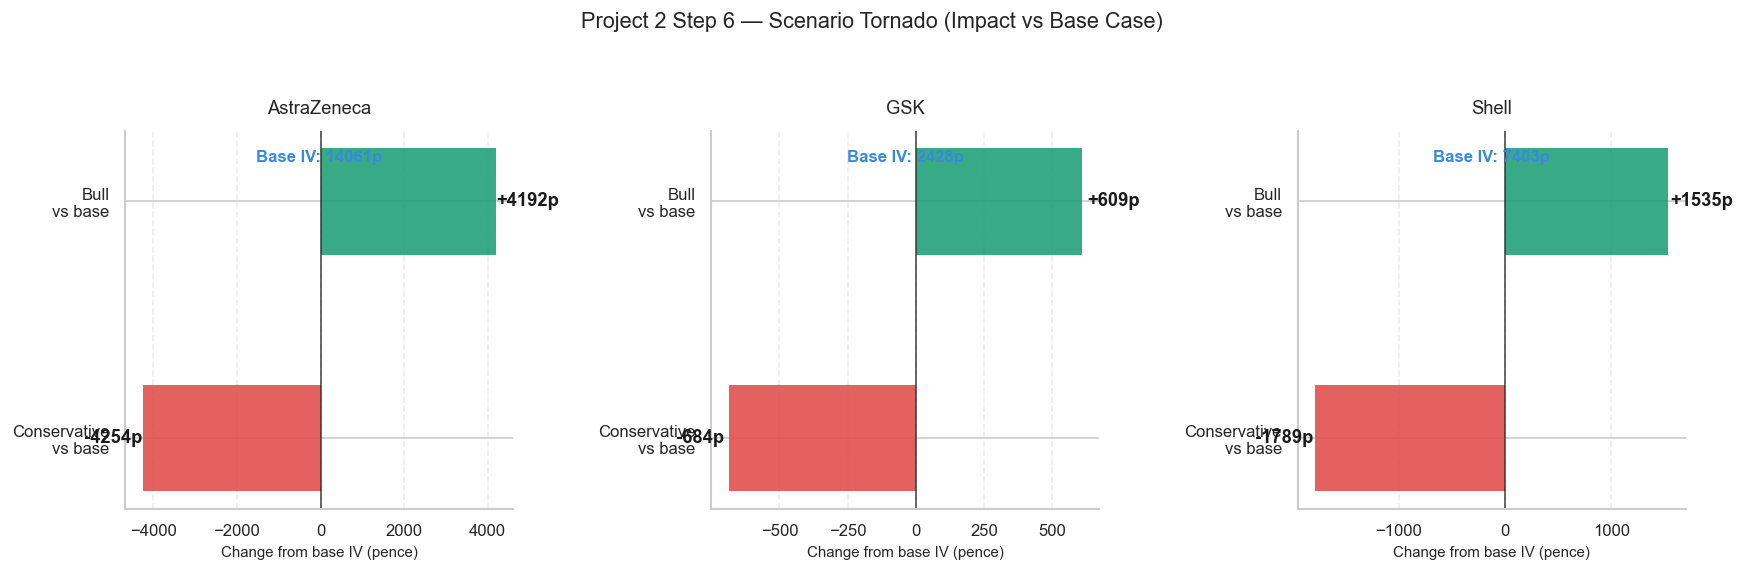 Project 2 Step 6 — Scenario Tornado (Impact vs Base Case)
AstraZeneca
Base IV: 14061p
Bull
vs base
+4192p
Conservative
vs base
-4254p
−4000
−2000
0
2000
4000
Change from base IV (pence)
GSK
Base IV: 2428p
Bull
vs base
+609p
Conservative
vs base
-684p
−500
−250
0
250
500
Change from base IV (pence)
Shell
Base IV: 7403p
Bull
vs base
+1535p
Conservative
vs base
-1789p
−1000
0
1000
Change from base IV (pence)